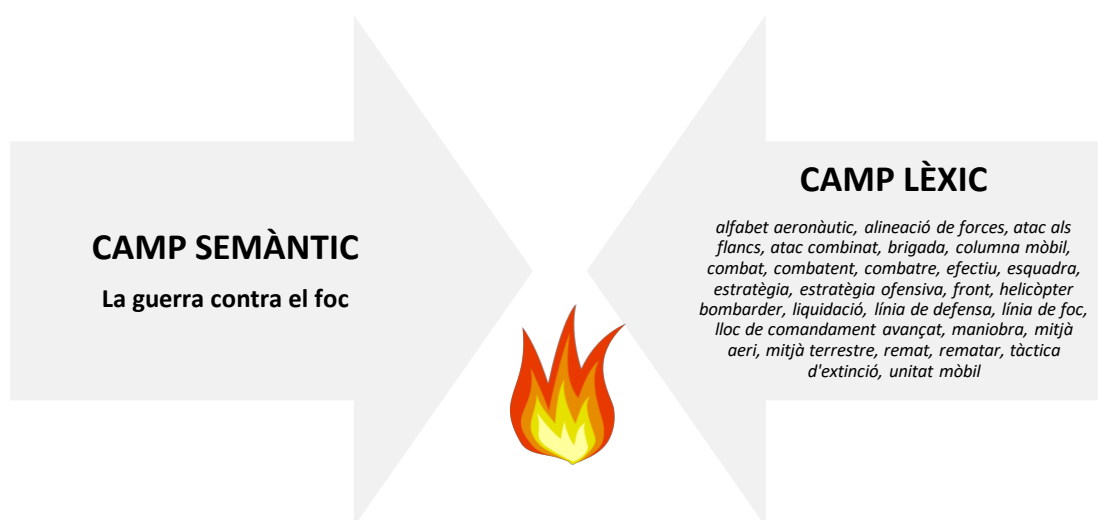 CAMP SEMÀNTIC
La guerra contra el foc
CAMP LÈXIC
alfabet aeronàutic, alineació de forces, atac als
flancs, atac combinat, brigada, columna mòbil,
combat, combatent, combatre, efectiu, esquadra,
estratègia, estratègia ofensiva, front, helicòpter
bombarder, liquidació, línia de defensa, línia de foc,
lloc de comandament avançat, maniobra, mitjà
aeri, mitjà terrestre, remat, rematar, tàctica
d'extinció, unitat mòbil